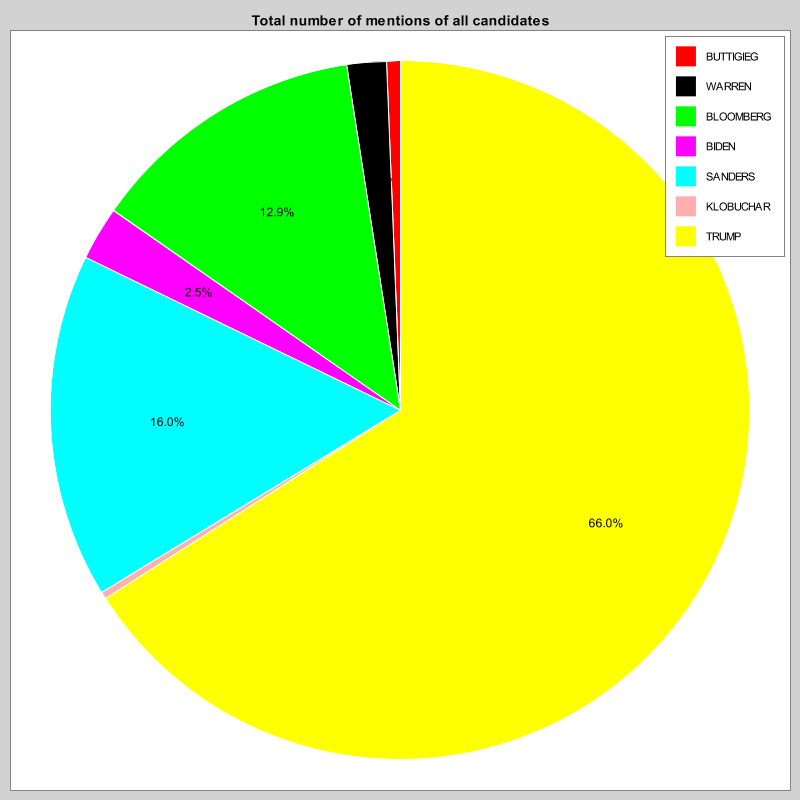 Total number of mentions of all candidates
BUTTIGIEG
WARREN
BLOOMBERG
BIDEN
SANDERS
KLOBUCHAR
TRUMP
12.9%
2.5%
16.0%
66.0%